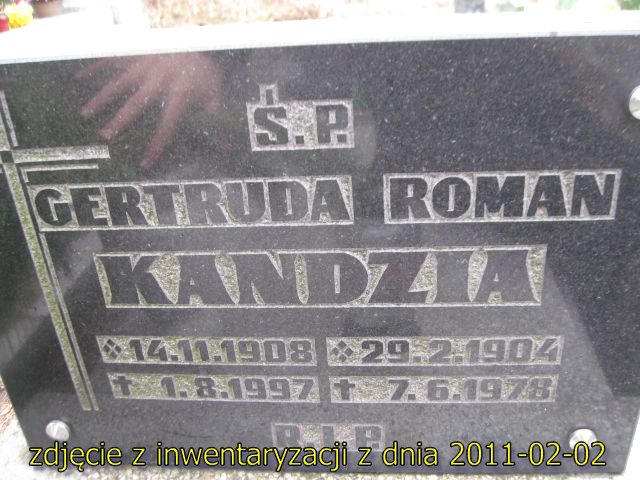 Ś.P.
GERTRUDA ROMAN
KANDZIA
14.11.1908 29.2.1904
† 1.8.1997 † 7.6.1978
R.I.P.
zdjęcie z inwentaryzacji z dnia 2011-02-02